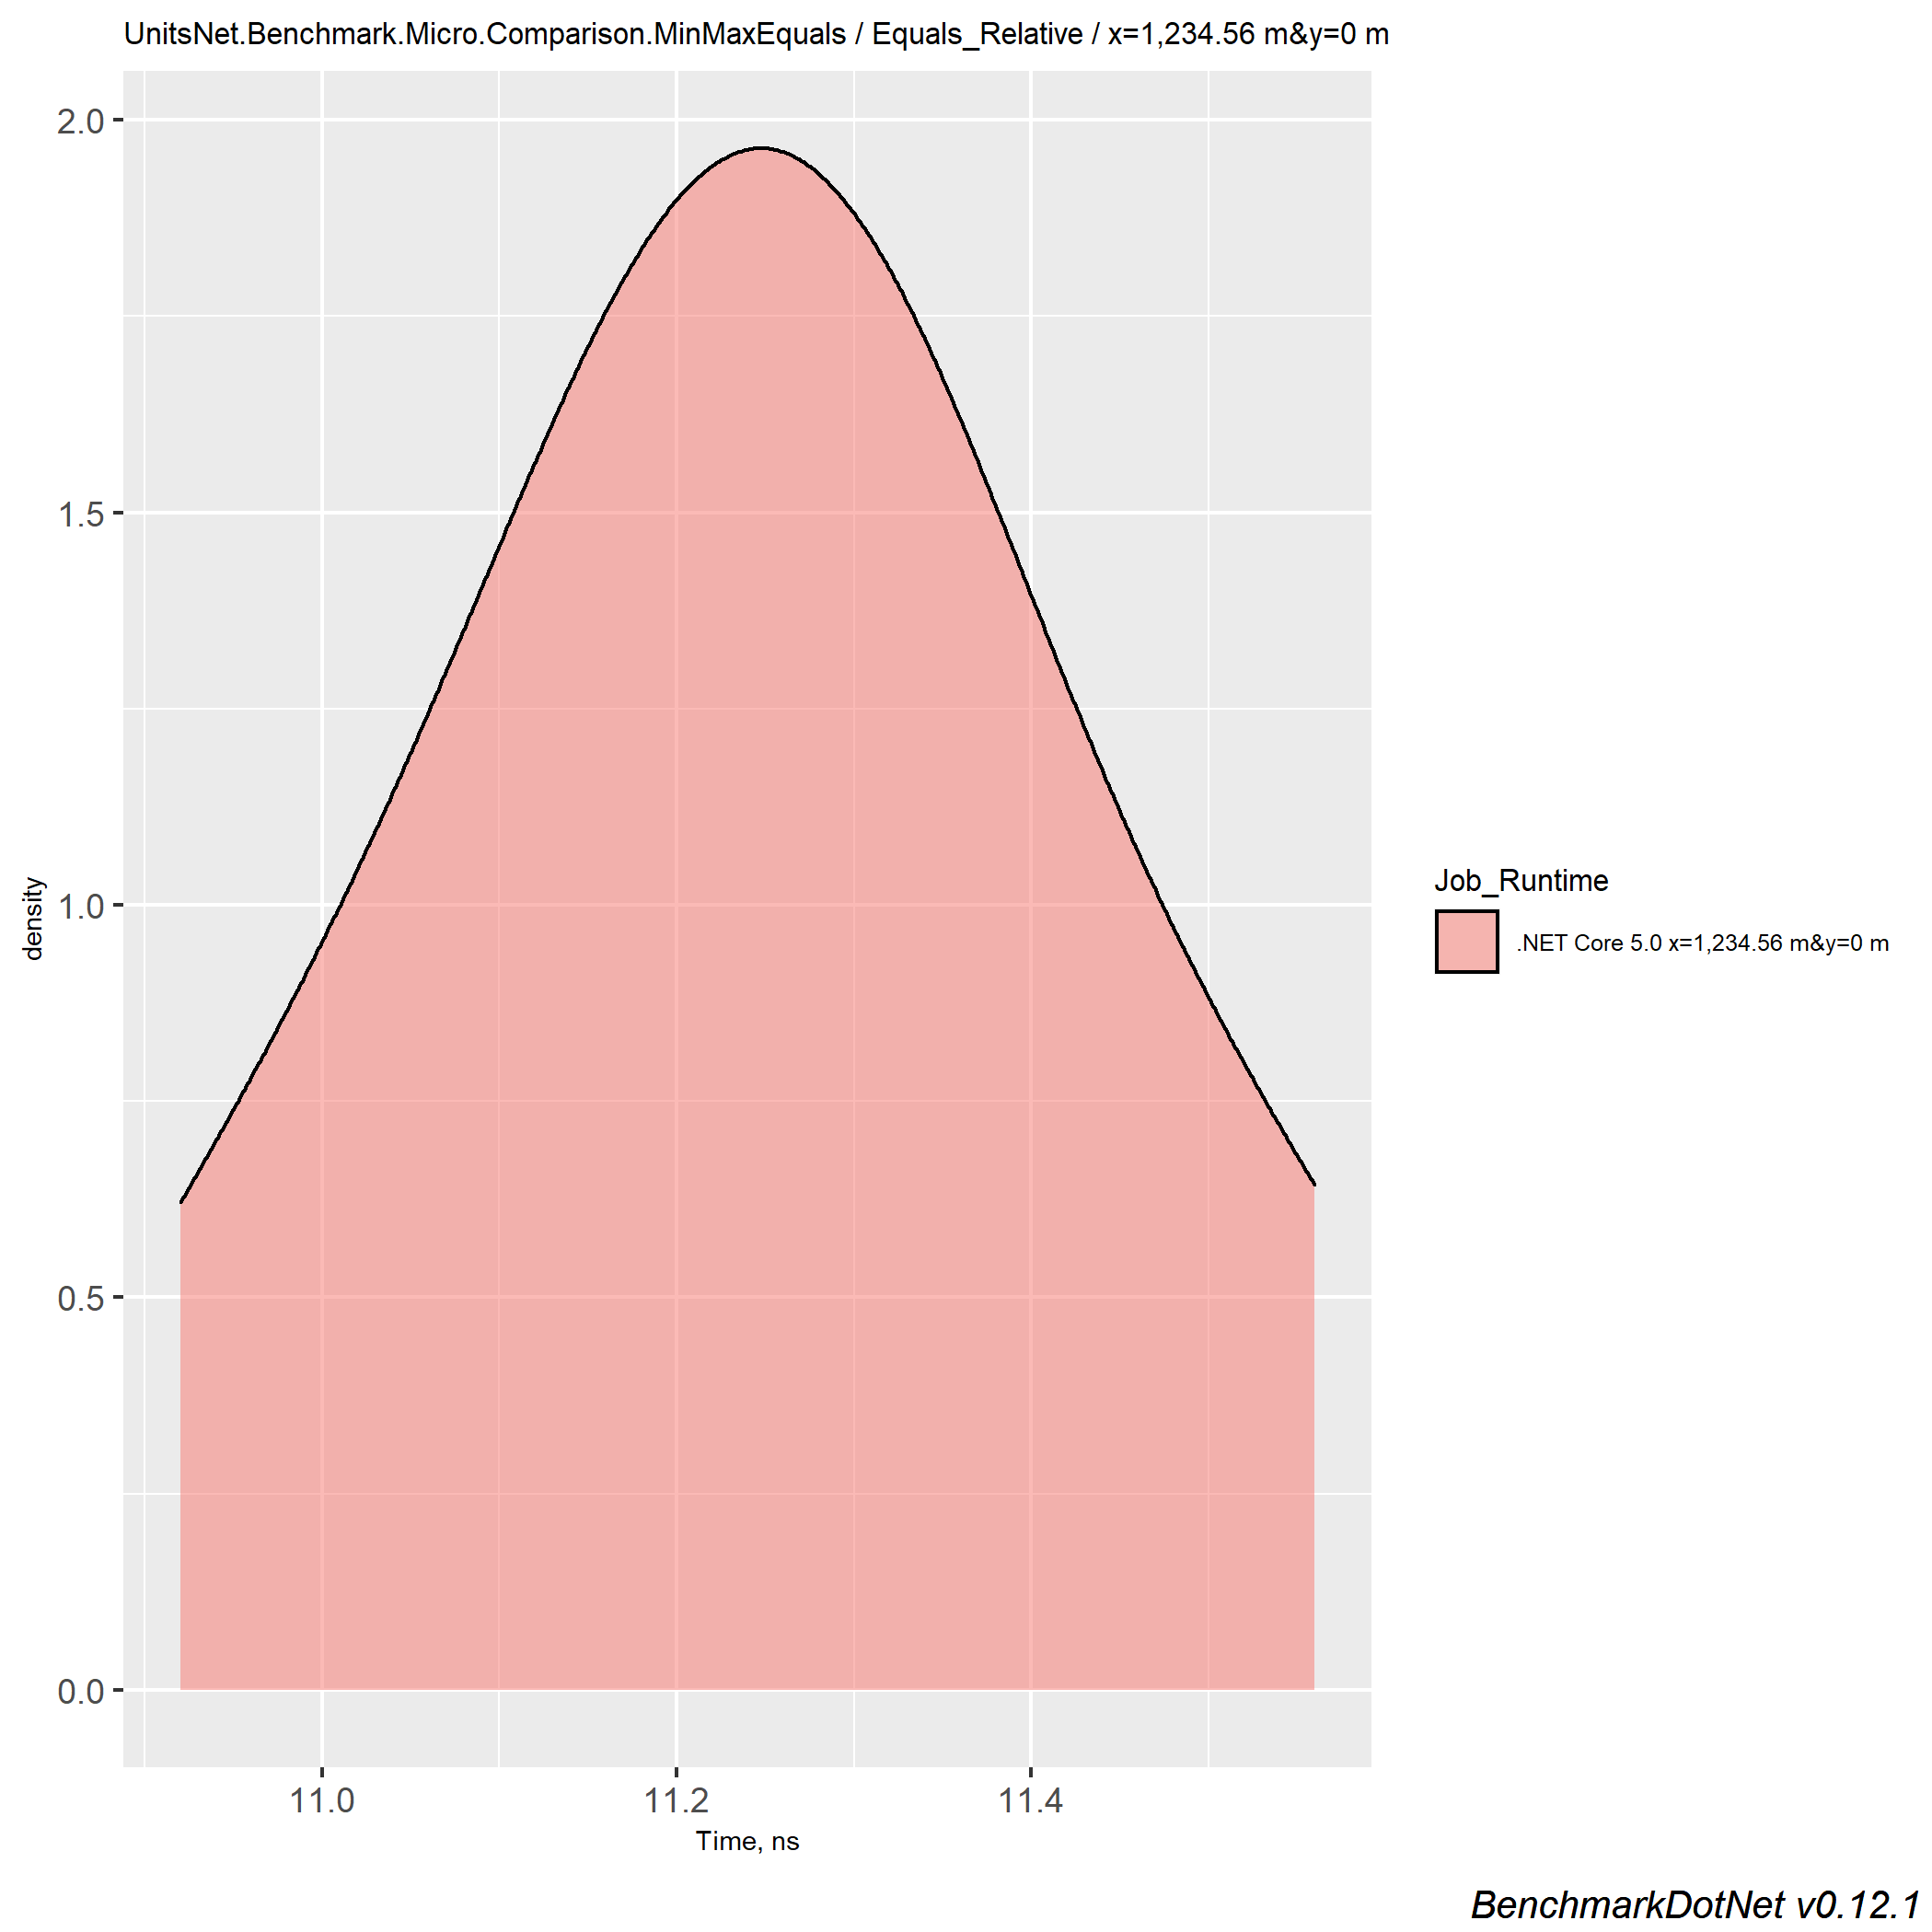 UnitsNet.Benchmark.Micro.Comparison.MinMaxEquals / Equals_Relative / x=1,234.56 m&y=0 m
2.0
1.5
1.0
0.5
0.0
density
11.0 11.2 11.4
Time, ns
Job_Runtime
.NET Core 5.0 x=1,234.56 m&y=0 m
BenchmarkDotNet v0.12.1